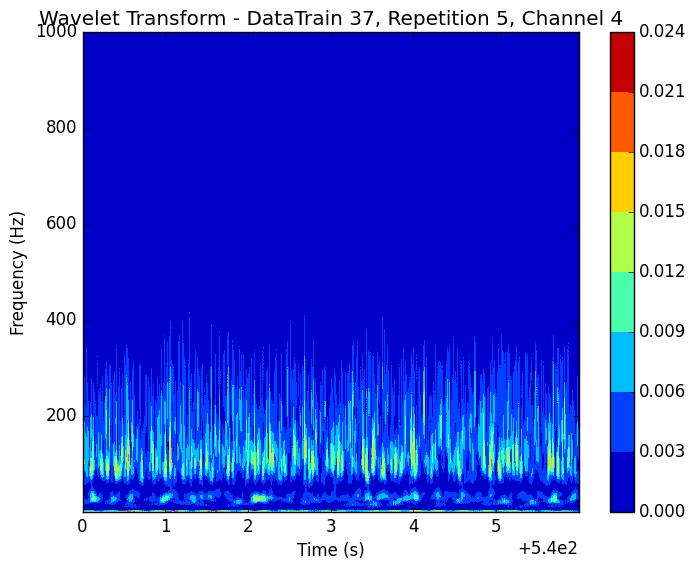 Wavelet Transform - DataTrain 37, Repetition 5, Channel 4
1000
800
600
400
200
Frequency (Hz)
0 1 2 3 4 5
Time (s)
+5.4e2
0.024
0.021
0.018
0.015
0.012
0.009
0.006
0.003
0.000